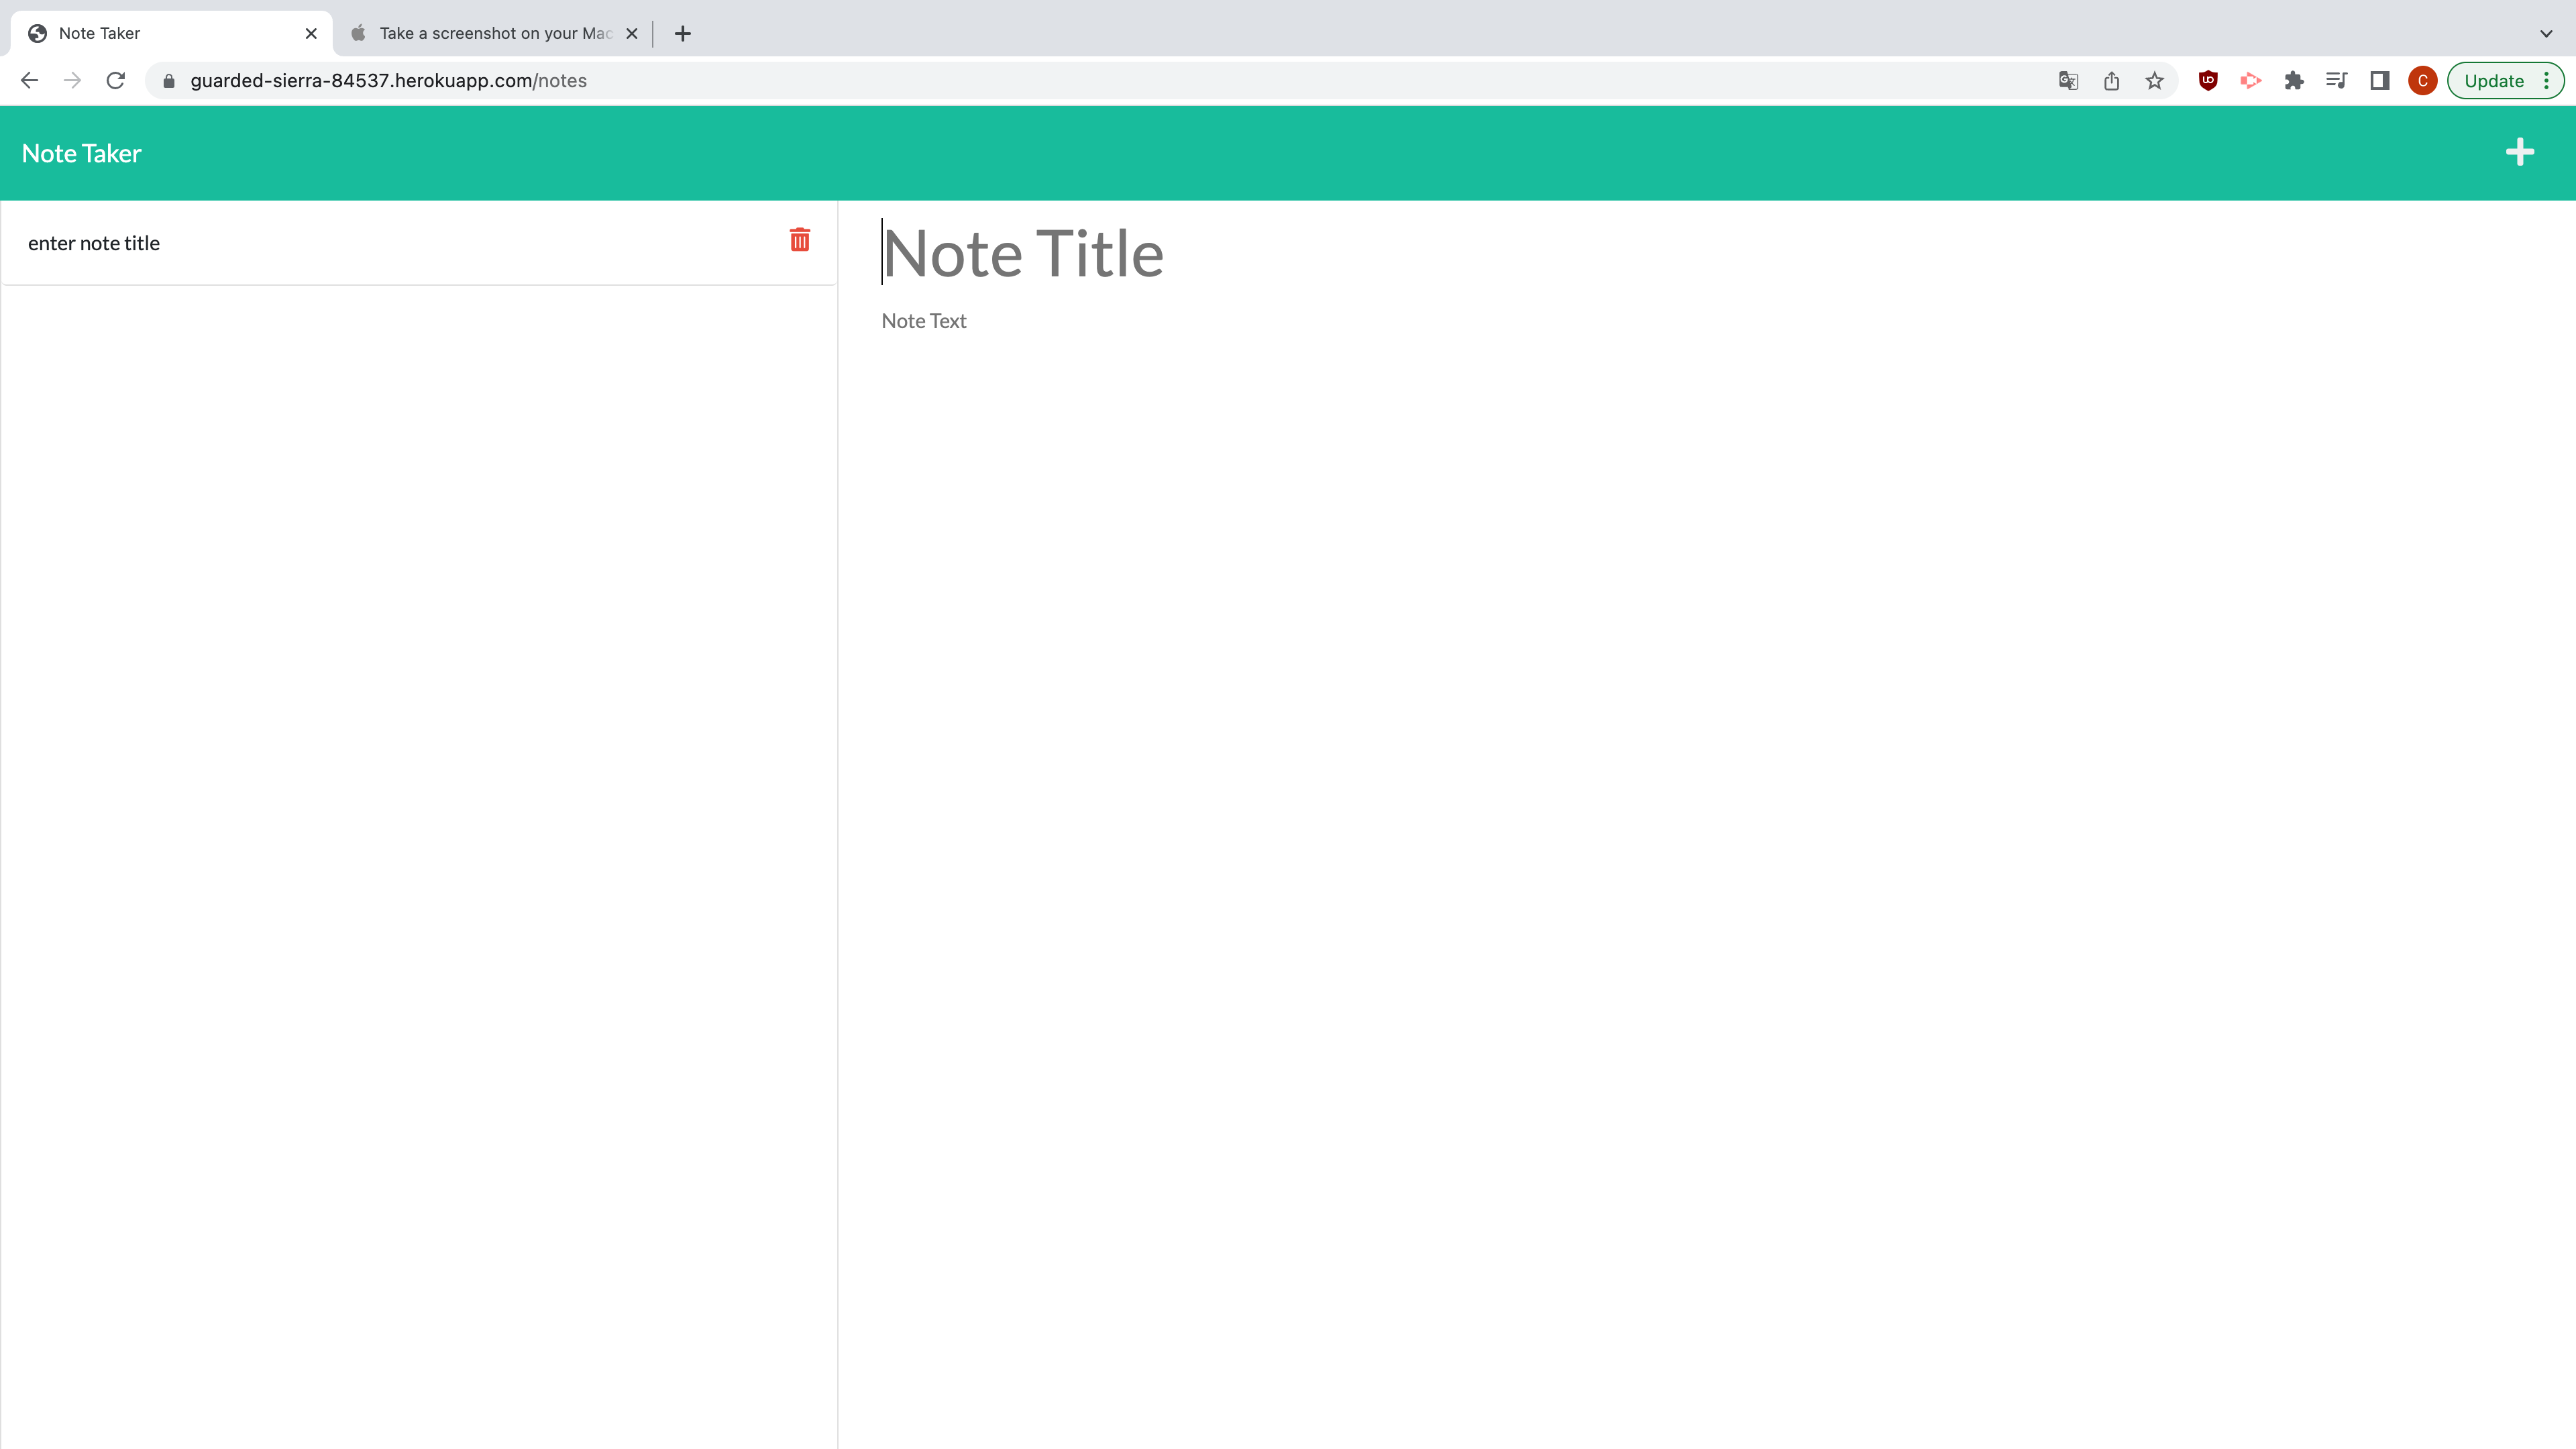 Note Taker
Take a screenshot on your Mac
guarded-sierra-84537.herokuapp.com/notes
C
Update
Note Taker
enter note title
Note Title
Note Text